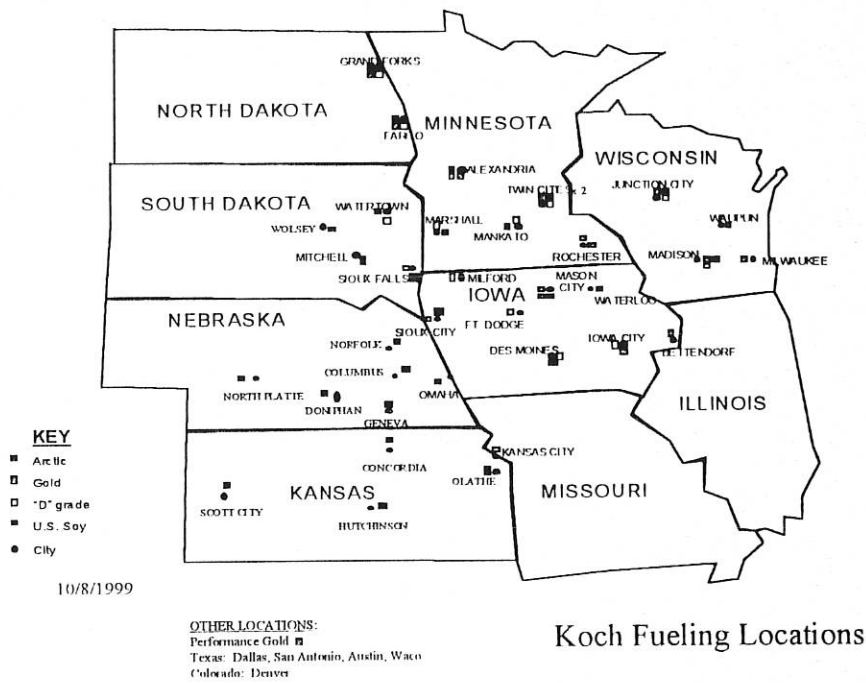 GRAND FORKS
NORTH DAKOTA
MINNESOTA
FARGO
WISCONSIN
ALEXANDRIA
TWIN CITIES x 2
JUNCTION CITY
SOUTH DAKOTA
WATERTOWN
MARSHALL
WAUPUN
WOLSEY
MANKATO
MITCHELL
ROCHESTER
MADISON
MILWAUKEE
SIOUX FALLS
MILFORD
MASON
CITY
IOWA
WATERLOO
NEBRASKA
SIOUX CITY
FT. DODGE
IOWA CITY
NORFOLK
DES MOINES
BETTENDORF
COLUMBUS
NORTH PLATTE
OMAHA
DONIPHAN
GENEVA
ILLINOIS
KEY
Arctic
Gold
"D" grade
U.S. Soy
City
KANSAS CITY
CONCORDIA
OLATHE
KANSAS
MISSOURI
SCOTT CITY
HUTCHINSON
10/8/1999
OTHER LOCATIONS:
Performance Gold
Texas: Dallas, San Antonio, Austin, Waco
Colorado: Denver
Koch Fueling Locations